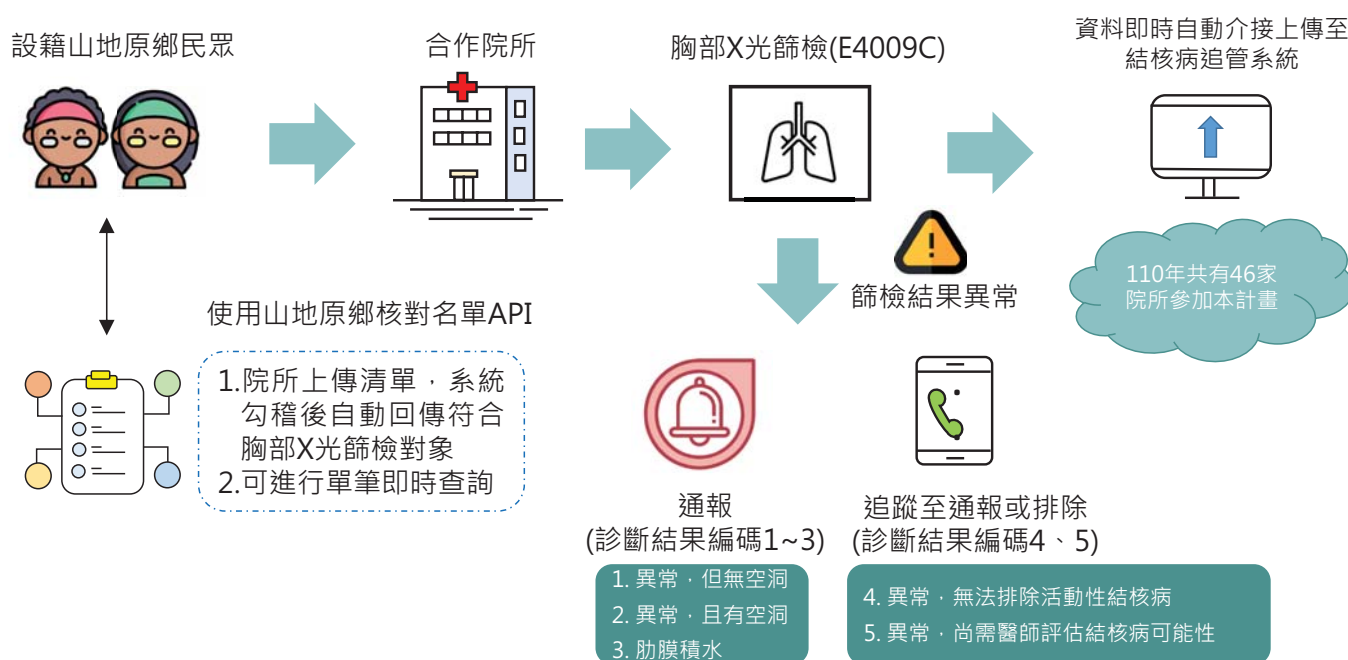 設籍山地原鄉民眾
合作院所
胸部X光篩檢(E4009C)
資料即時自動介接上傳至
結核病追管系統
110年共有46家
院所參加本計畫
篩檢結果異常
使用山地原鄉核對名單API
1.院所上傳清單，系統
勾稽後自動回傳符合
胸部X光篩檢對象
2.可進行單筆即時查詢
通報
(診斷結果編碼1~3)
1. 異常，但無空洞
2. 異常，且有空洞
3. 肋膜積水
追蹤至通報或排除
(診斷結果編碼4、5)
4. 異常，無法排除活動性結核病
5. 異常，尚需醫師評估結核病可能性